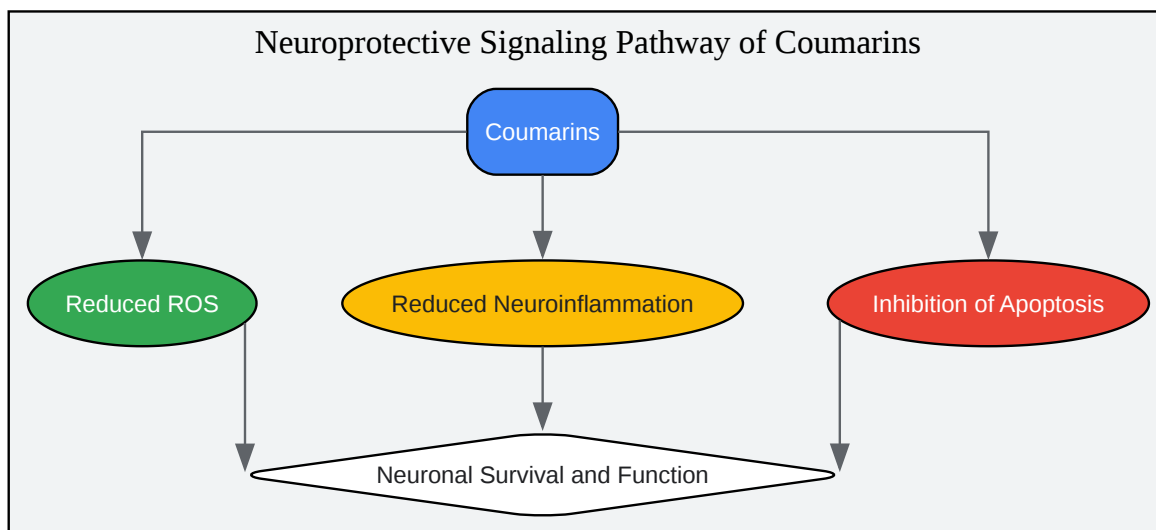 Neuroprotective Signaling Pathway of Coumarins
Coumarins
Reduced ROS
Reduced Neuroinflammation
Inhibition of Apoptosis
Neuronal Survival and Function